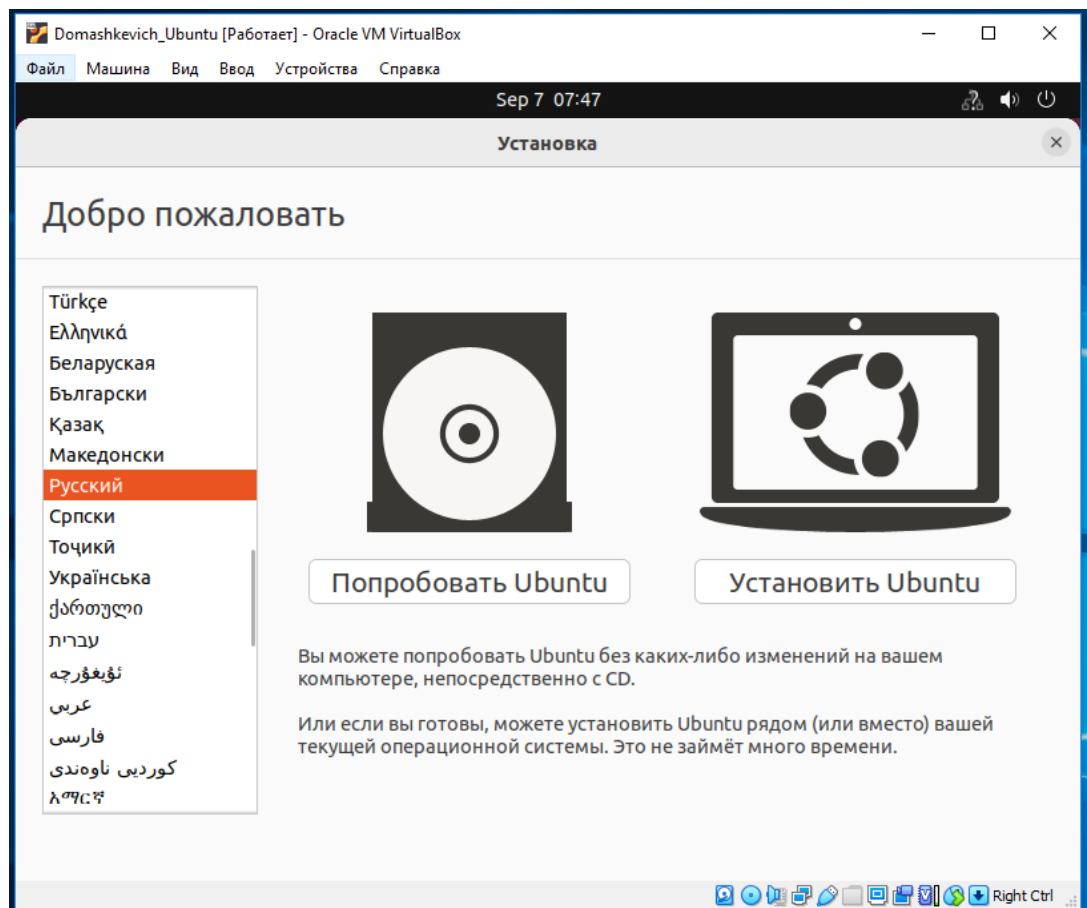 Domashkevich_Ubuntu [Работает] - Oracle VM VirtualBox
Файл Машина Вид Ввод Устройства Справка
Sep 7 07:47
Установка
Добро пожаловать
Türkçe
Ελληνικά
Беларуская
Български
Қазақ
Македонски
Русский
Српски
Тоҷикӣ
Українська
ქართული
עברית
ئۇيغۇرچە
عربي
فارسی
كوردیی ناوەندی
አማርኛ
Попробовать Ubuntu
Установить Ubuntu
Вы можете попробовать Ubuntu без каких-либо изменений на вашем
компьютере, непосредственно с CD.
Или если вы готовы, можете установить Ubuntu рядом (или вместо) вашей
текущей операционной системы. Это не займёт много времени.
Right Ctrl